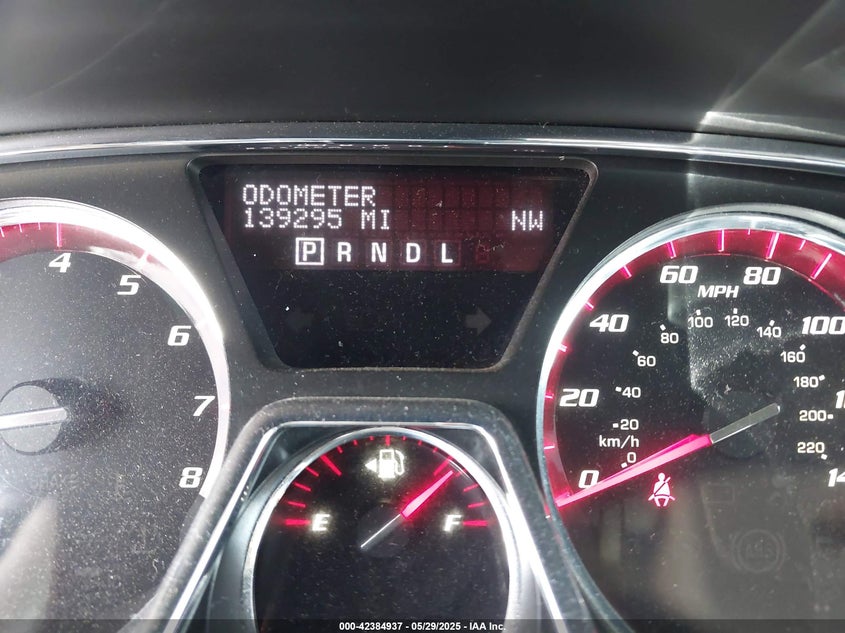 ODOMETER
139295 MI NW
P R N D L
4
5
6
7
8
E F
0 20 40 60 80 100
MPH
0 20 40 60 80 100 120 140 160 180 200 220
km/h
000-42384937 - 05/29/2025 - IAA Inc.